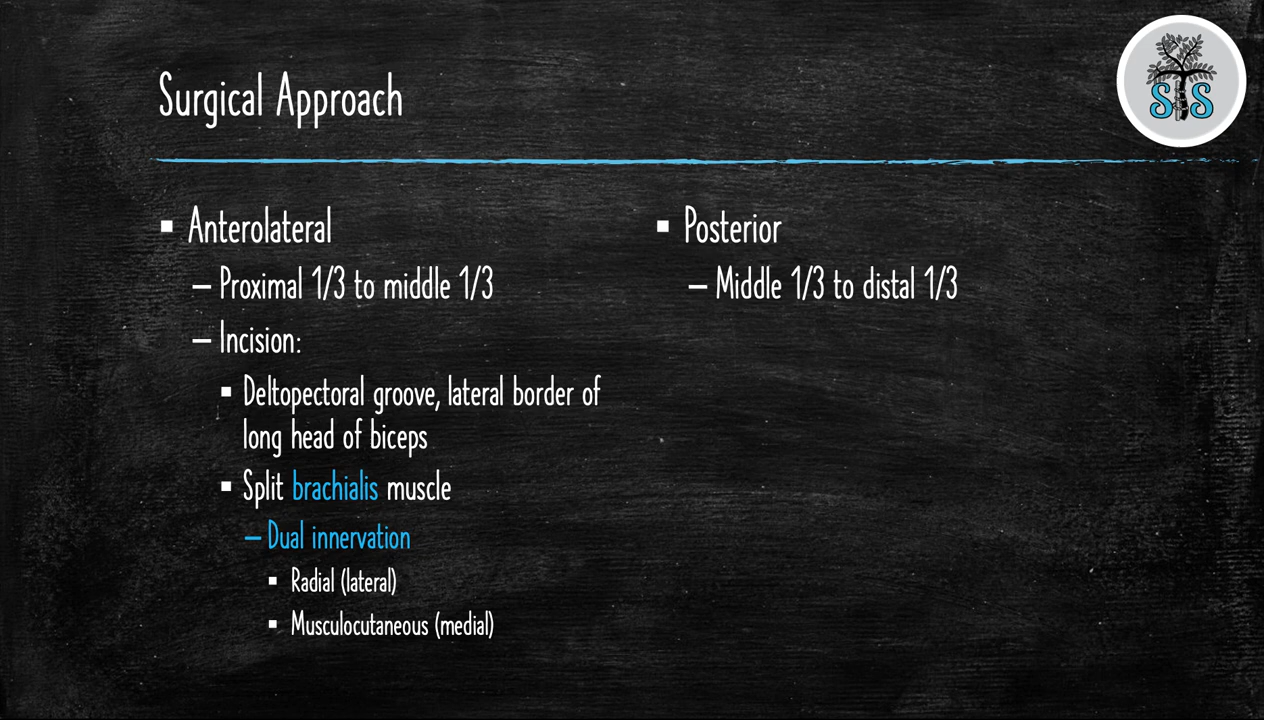 Surgical Approach
S S
▪ Anterolateral
– Proximal 1/3 to middle 1/3
– Incision:
▪ Deltopectoral groove, lateral border of
long head of biceps
▪ Split brachialis muscle
– Dual innervation
▪ Radial (lateral)
▪ Musculocutaneous (medial)
▪ Posterior
– Middle 1/3 to distal 1/3